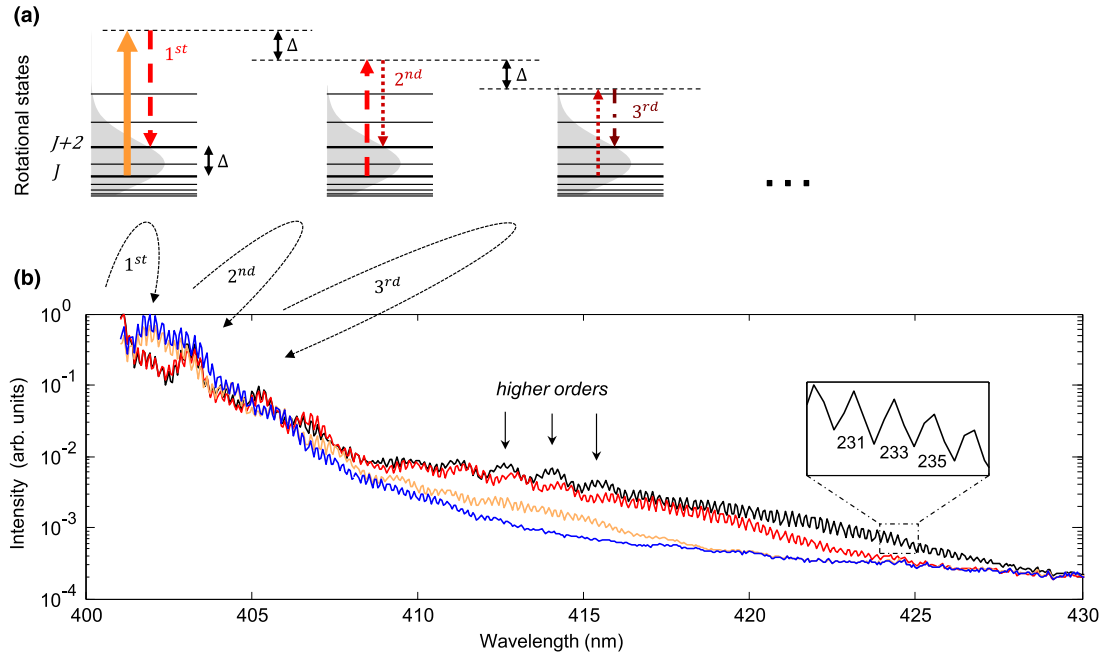 (a)
Rotational states
J+2
J
Δ
1st
Δ
2nd
Δ
3rd
...
(b)
1st
2nd
3rd
Intensity (arb. units)
10^0
10^-1
10^-2
10^-3
10^-4
higher orders
231
233
235
400
405
410
415
420
425
430
Wavelength (nm)